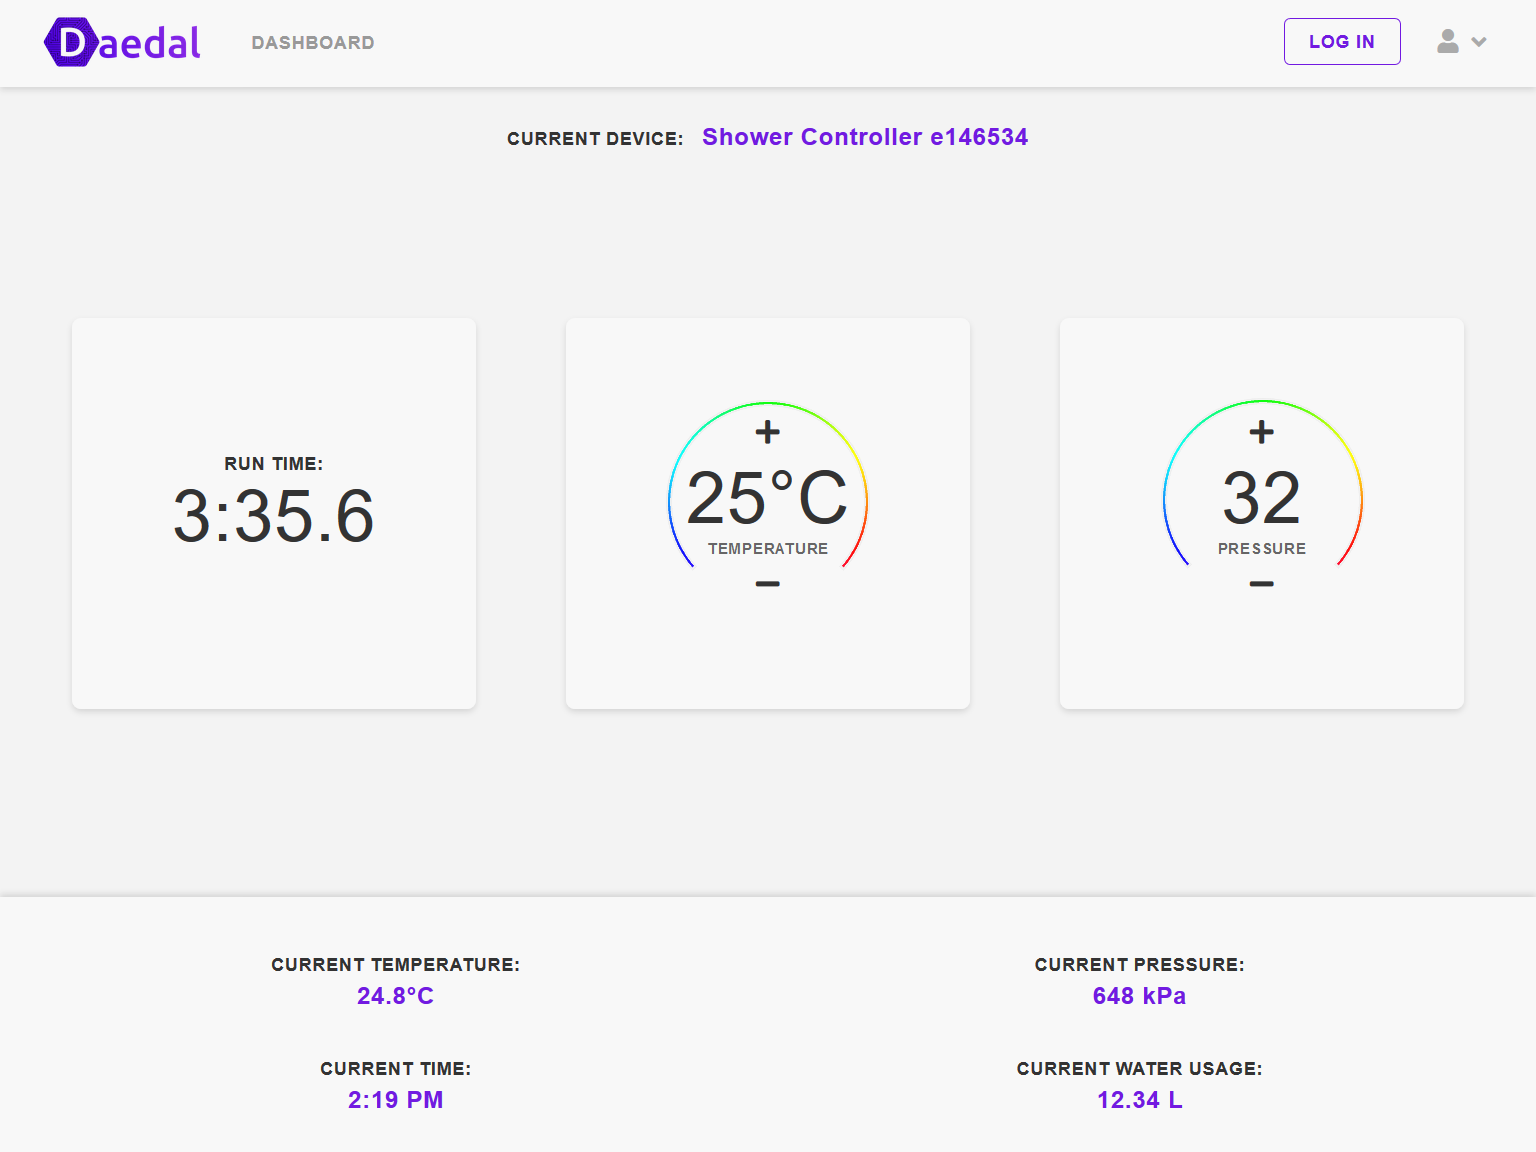 Daedal
DASHBOARD
LOG IN
CURRENT DEVICE: Shower Controller e146534
RUN TIME:
3:35.6
+
25°C
TEMPERATURE
−
+
32
PRESSURE
−
CURRENT TEMPERATURE:
24.8°C
CURRENT PRESSURE:
648 kPa
CURRENT TIME:
2:19 PM
CURRENT WATER USAGE:
12.34 L